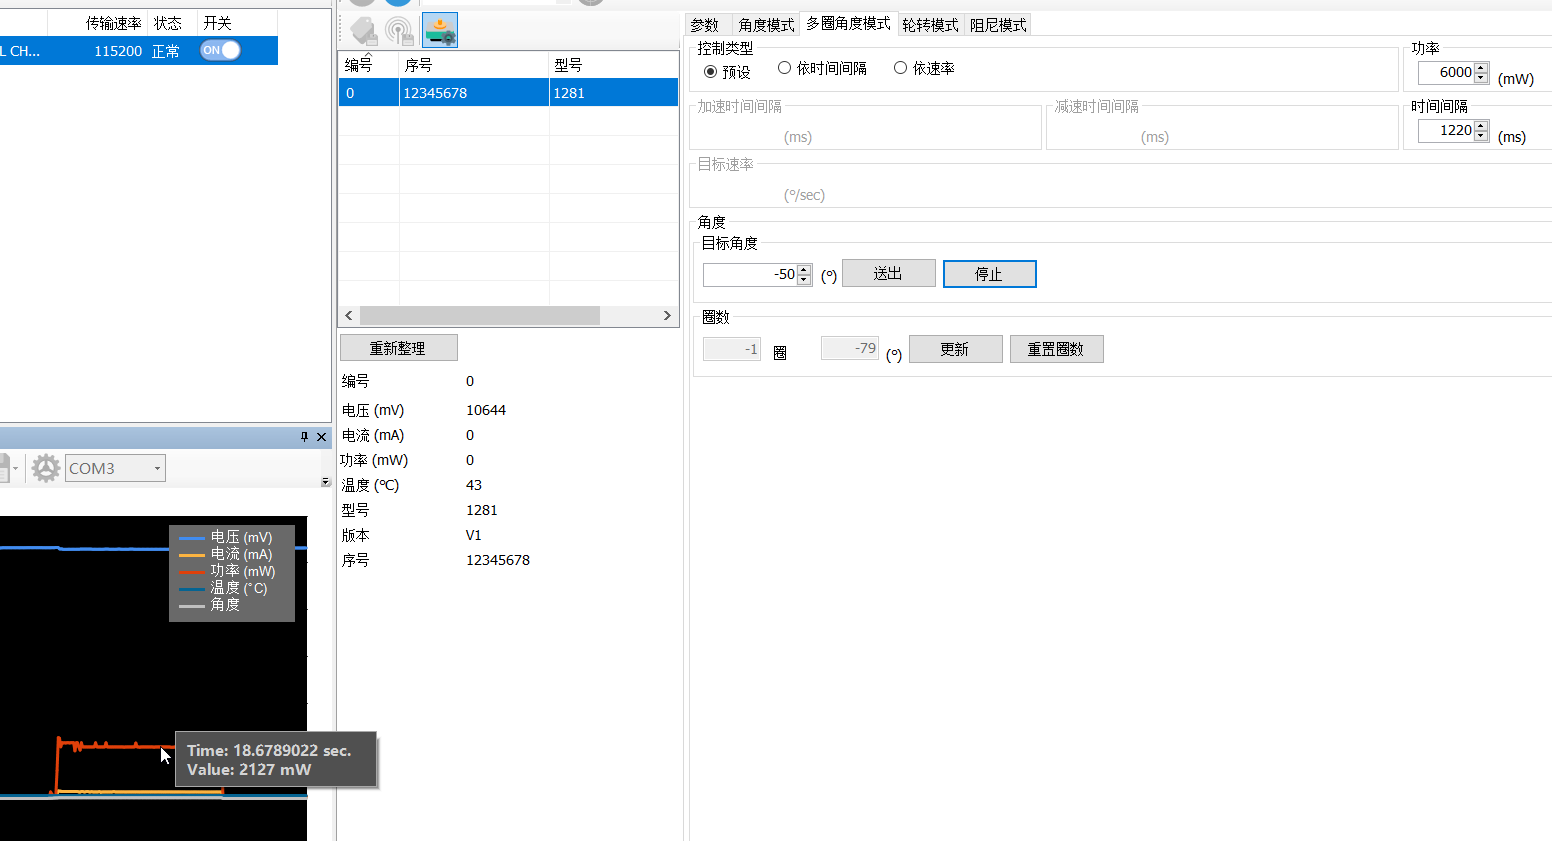 传输速率 状态 开关
L CH... 115200 正常 ON
COM3
电压 (mV)
电流 (mA)
功率 (mW)
温度 (°C)
角度
Time: 18.6789022 sec.
Value: 2127 mW
编号 序号 型号
0 12345678 1281
重新整理
编号 0
电压 (mV) 10644
电流 (mA) 0
功率 (mW) 0
温度 (℃) 43
型号 1281
版本 V1
序号 12345678
参数 角度模式 多圈角度模式 轮转模式 阻尼模式
控制类型 功率
预设 依时间间隔 依速率 6000 (mW)
加速时间间隔 减速时间间隔 时间间隔
(ms) (ms) 1220 (ms)
目标速率
(°/sec)
角度
目标角度
-50 (°) 送出 停止
圈数
-1 圈 -79 (°) 更新 重置圈数